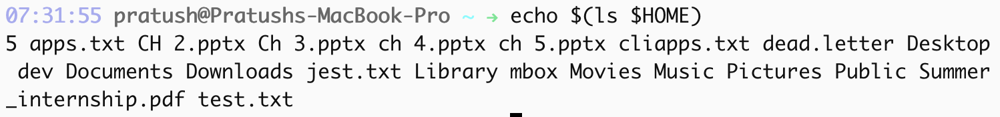 07:31:55 pratush@Pratushs-MacBook-Pro ~ → echo $(ls $HOME)
5 apps.txt CH 2.pptx Ch 3.pptx ch 4.pptx ch 5.pptx cliapps.txt dead.letter Desktop
 dev Documents Downloads jest.txt Library mbox Movies Music Pictures Public Summer
_internship.pdf test.txt